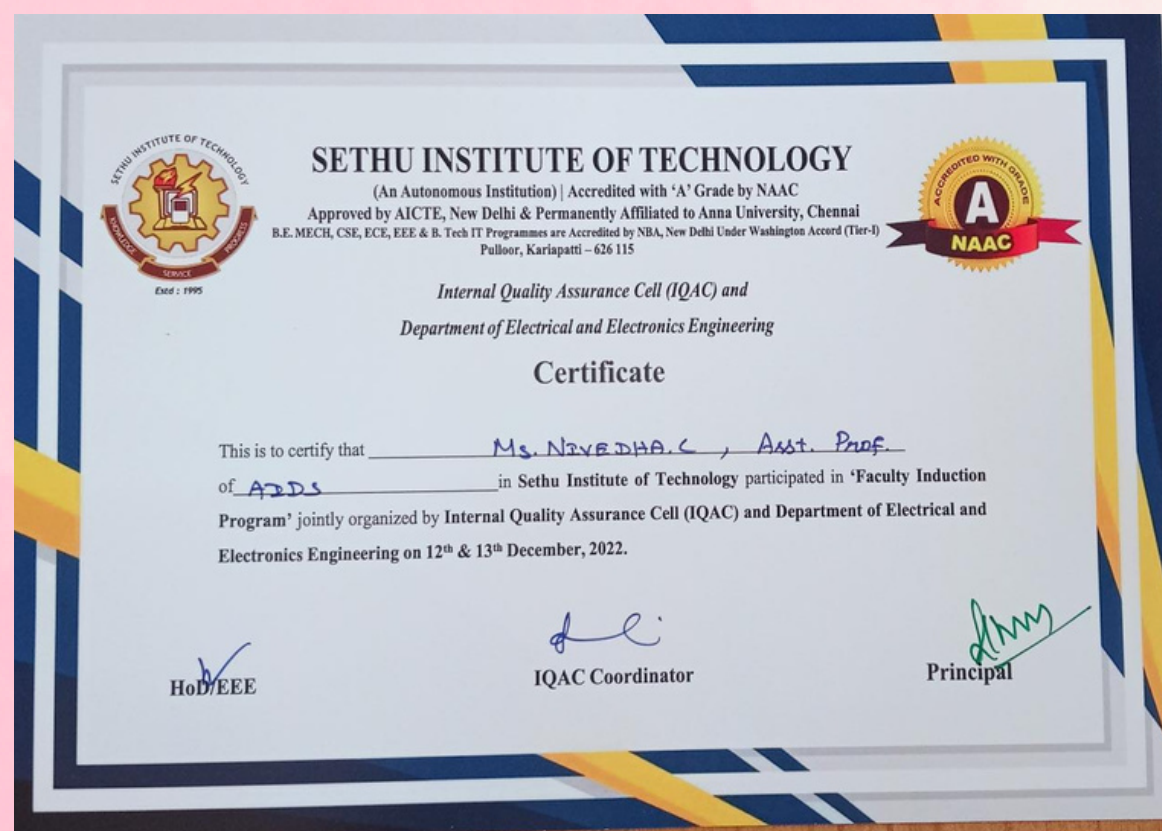 SETHU INSTITUTE OF TECHNOLOGY
KNOWLEDGE
SERVICE
PROGRESS
Estd : 1995
SETHU INSTITUTE OF TECHNOLOGY
(An Autonomous Institution) | Accredited with ‘A’ Grade by NAAC
Approved by AICTE, New Delhi & Permanently Affiliated to Anna University, Chennai
B.E. MECH, CSE, ECE, EEE & B. Tech IT Programmes are Accredited by NBA, New Delhi Under Washington Accord (Tier-I)
Pulloor, Kariapatti – 626 115
ACCREDITED WITH GRADE
A
NAAC
Internal Quality Assurance Cell (IQAC) and
Department of Electrical and Electronics Engineering
Certificate
This is to certify that Ms. NIVEDHA.C , Asst. Prof.
of AIDS in Sethu Institute of Technology participated in ‘Faculty Induction
Program’ jointly organized by Internal Quality Assurance Cell (IQAC) and Department of Electrical and
Electronics Engineering on 12th & 13th December, 2022.
HoD/EEE
IQAC Coordinator
Principal